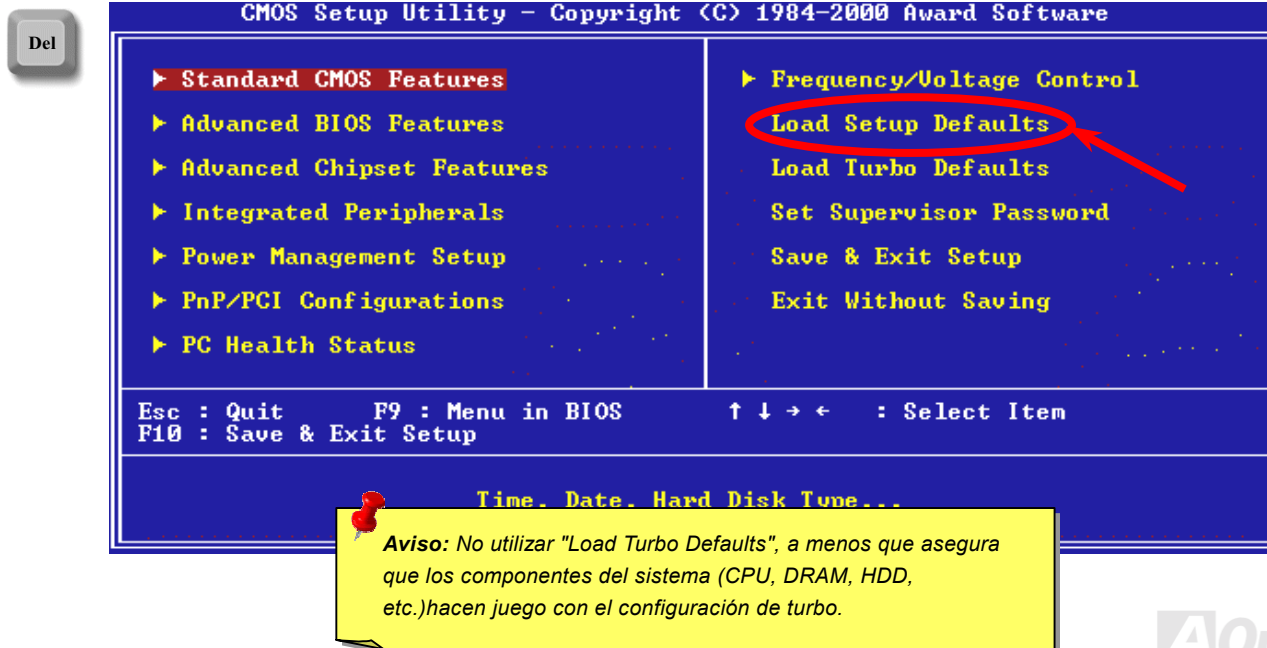 Del
CMOS Setup Utility – Copyright (C) 1984–2000 Award Software
Standard CMOS Features
Advanced BIOS Features
Advanced Chipset Features
Integrated Peripherals
Power Management Setup
PnP/PCI Configurations
PC Health Status
Frequency/Voltage Control
Load Setup Defaults
Load Turbo Defaults
Set Supervisor Password
Save & Exit Setup
Exit Without Saving
Esc : Quit F9 : Menu in BIOS ↑ ↓ → ← : Select Item
F10 : Save & Exit Setup
Time, Date, Hard Disk Type...
Aviso: No utilizar "Load Turbo Defaults", a menos que asegura
que los componentes del sistema (CPU, DRAM, HDD,
etc.)hacen juego con el configuración de turbo.